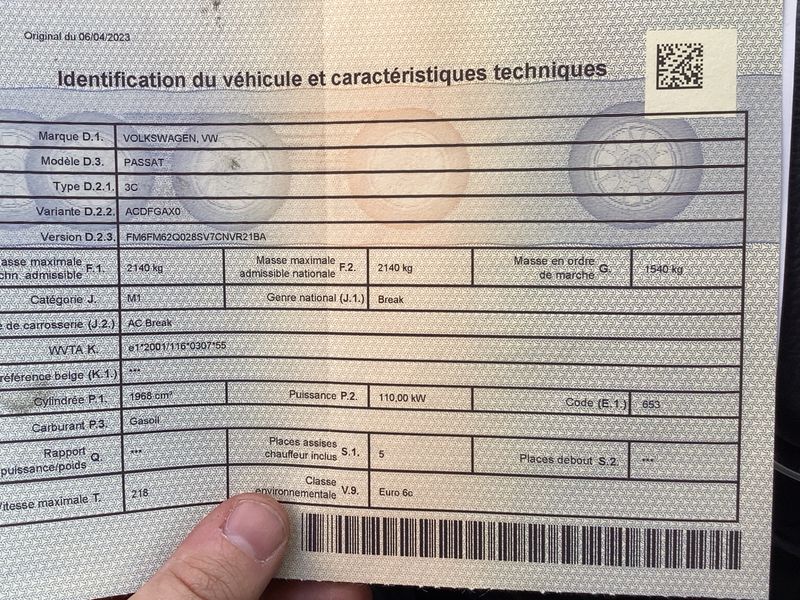 Original du 06/04/2023
Identification du véhicule et caractéristiques techniques
Marque D.1. VOLKSWAGEN, VW
Modèle D.3. PASSAT
Type D.2.1. 3C
Variante D.2.2. ACDFGAX0
Version D.2.3. FM6FM62Q028SV7CNVR21BA
asse maximale
chn. admissible F.1. 2140 kg
Masse maximale
admissible nationale F.2. 2140 kg
Masse en ordre
de marche G. 1540 kg
Catégorie J. M1 Genre national (J.1.) Break
e de carrosserie (J.2.) AC Break
WVTA K. e1*2001/116*0307*55
référence belge (K.1.) ***
Cylindrée P.1. 1968 cm³ Puissance P.2. 110,00 kW Code (E.1.) 653
Carburant P.3. Gasoil
Rapport
puissance/poids Q. ***
Places assises
chauffeur inclus S.1. 5
Places debout S.2. ***
Vitesse maximale T. 218
Classe
environnementale V.9. Euro 6c